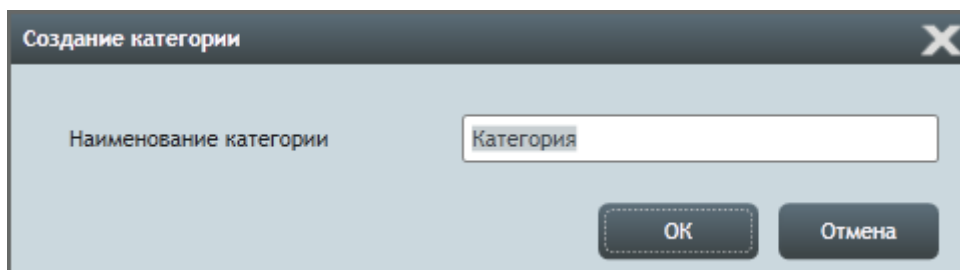 Создание категории
Наименование категории Категория
ОК Отмена